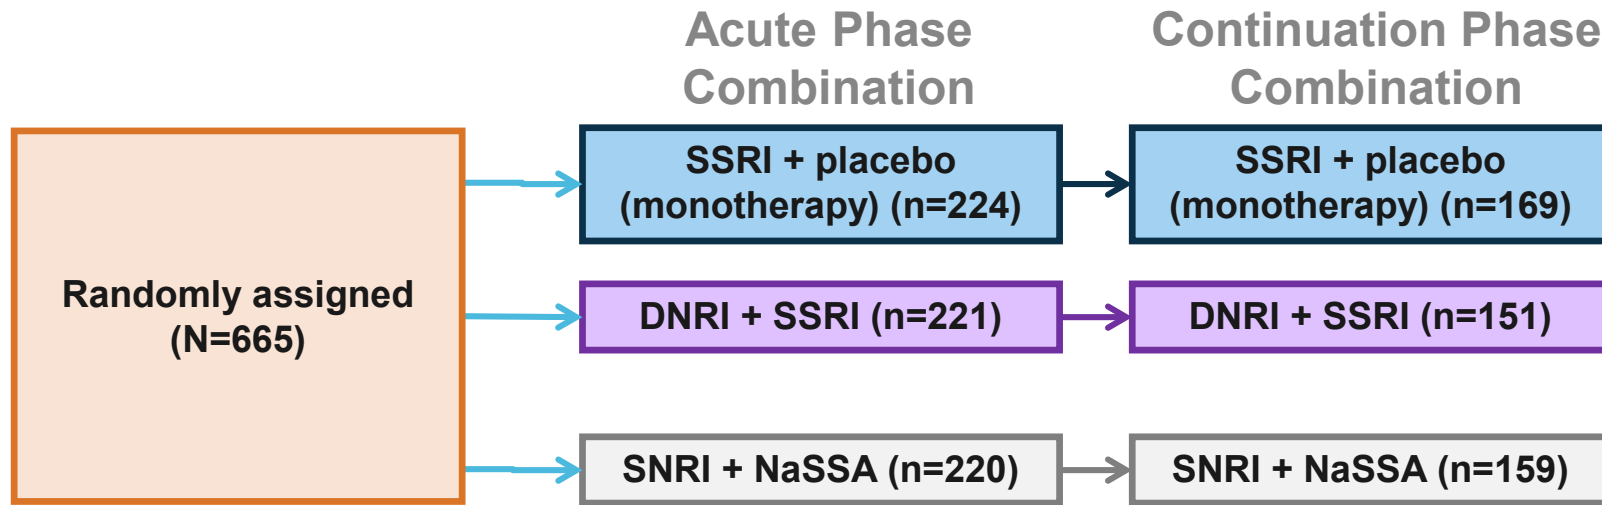 Acute Phase
Combination
Continuation Phase
Combination
Randomly assigned
(N=665)
SSRI + placebo
(monotherapy) (n=224)
SSRI + placebo
(monotherapy) (n=169)
DNRI + SSRI (n=221)
DNRI + SSRI (n=151)
SNRI + NaSSA (n=220)
SNRI + NaSSA (n=159)